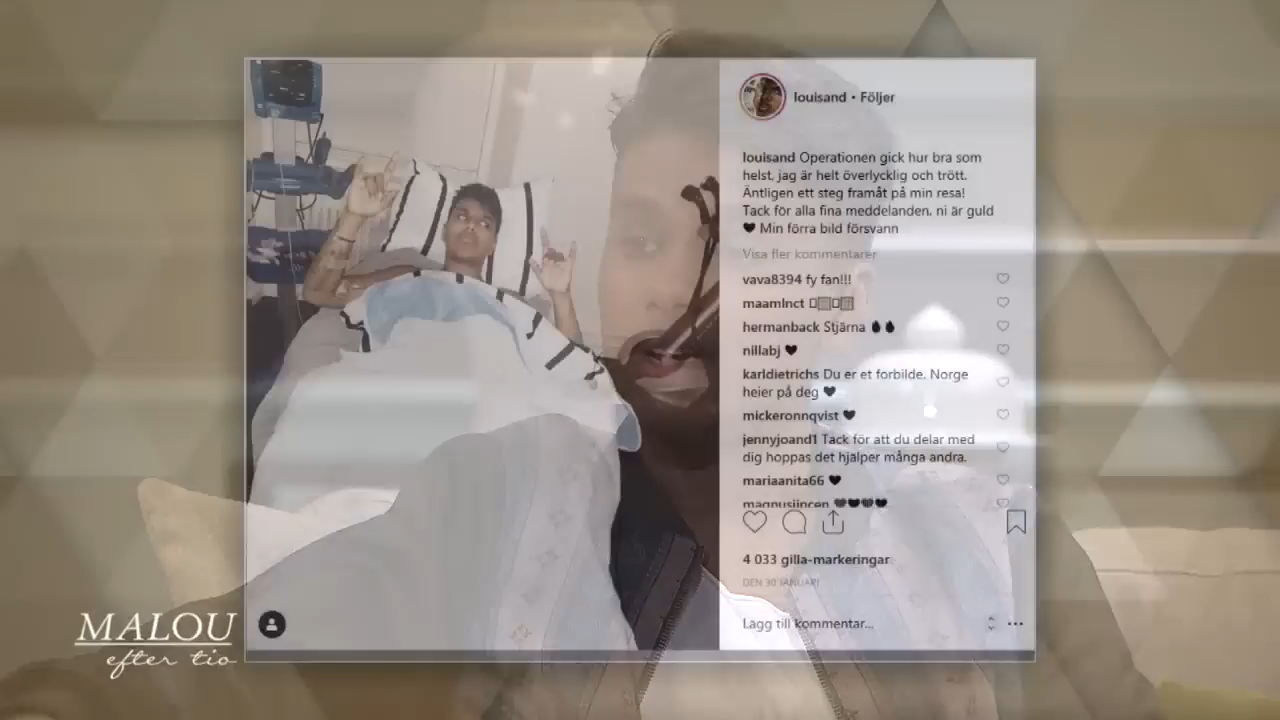 louisand • Följer
louisand Operationen gick hur bra som
helst, jag är helt överlycklig och trött.
Äntligen ett steg framåt på min resa!
Tack för alla fina meddelanden, ni är guld
♥ Min förra bild försvann
Visa fler kommentarer
vava8394 fy fan!!!
maamlnct
hermanback Stjärna
nillabj ♥
karldietrichs Du er et forbilde. Norge
heier på deg ♥
mickeronnqvist ♥
jennyjoand1 Tack för att du delar med
dig hoppas det hjälper många andra.
mariaanita66 ♥
magnusjincen ♥♥♥♥
4 033 gilla-markeringar
DEN 30 JANUARI
Lägg till kommentar...
MALOU
efter tio